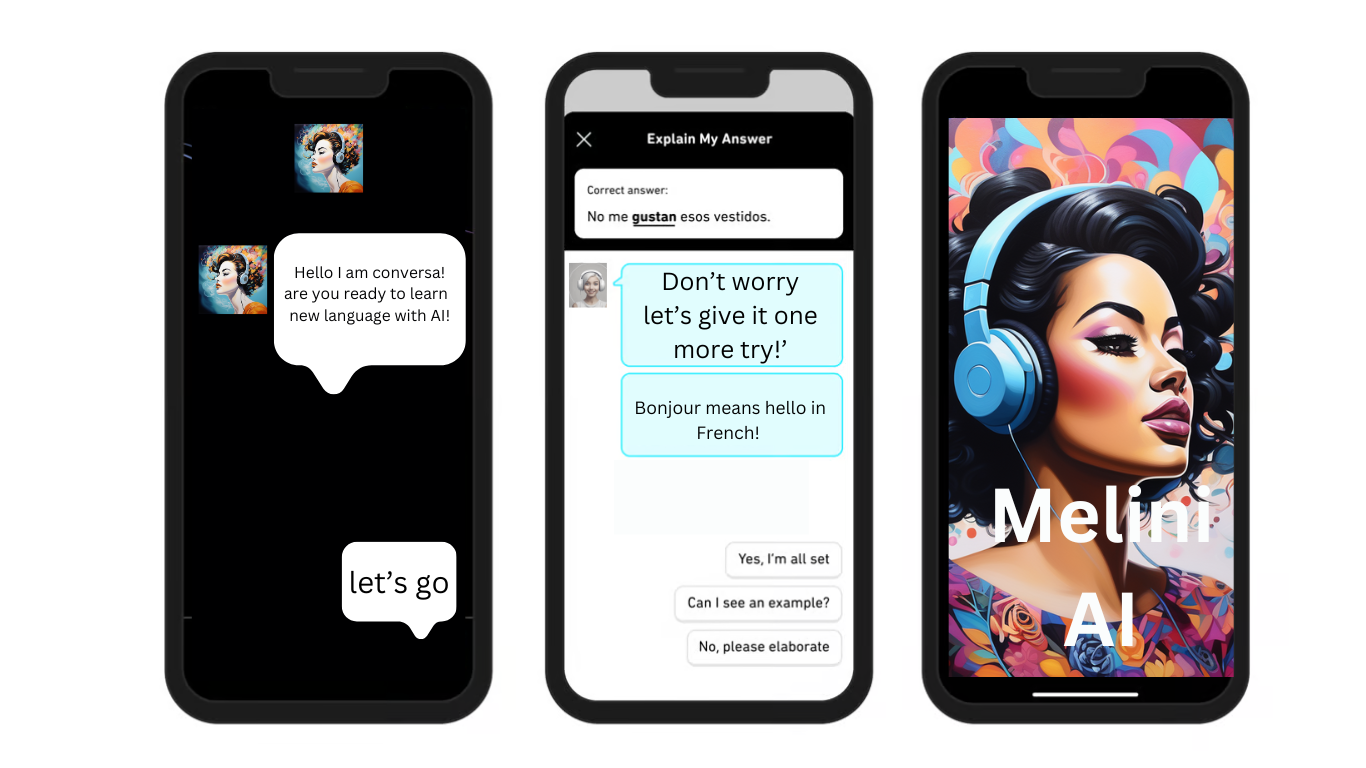 Hello I am conversa!
are you ready to learn
new language with AI!
let’s go
Explain My Answer
Correct answer:
No me gustan esos vestidos.
Don’t worry
let’s give it one
more try!’
Bonjour means hello in
French!
Yes, I’m all set
Can I see an example?
No, please elaborate
Melini
AI